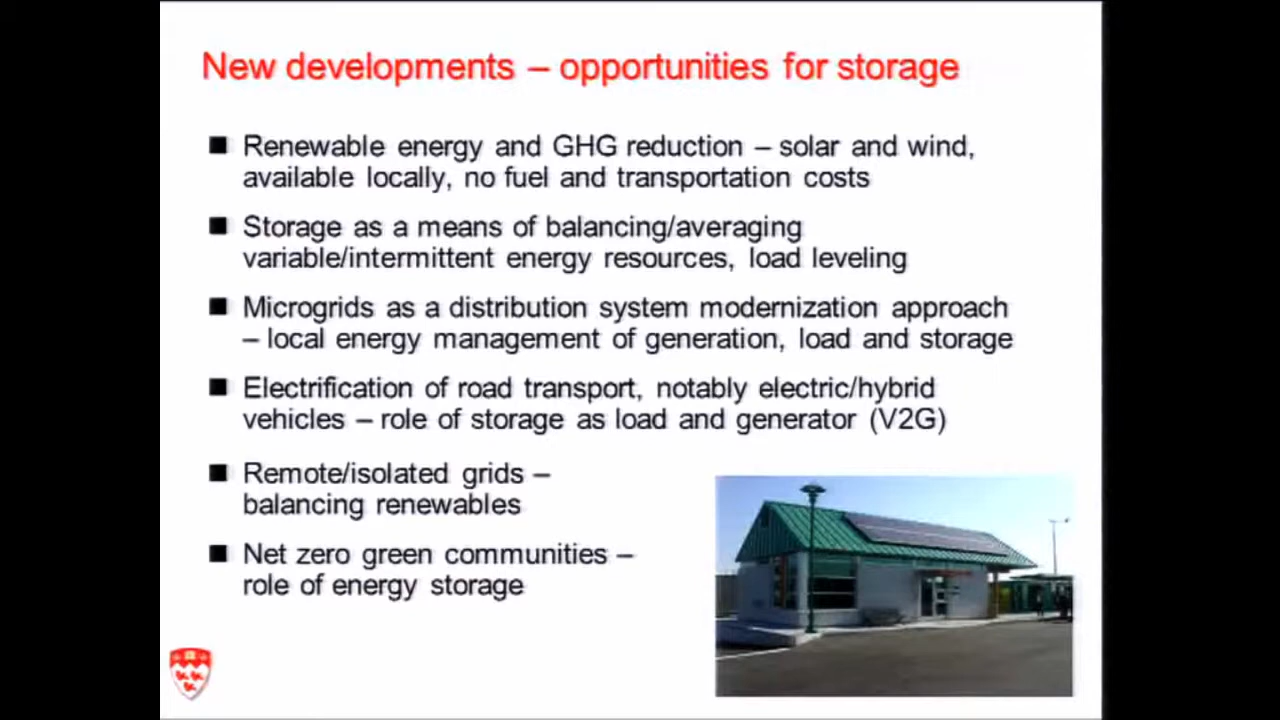 New developments – opportunities for storage
Renewable energy and GHG reduction – solar and wind,
available locally, no fuel and transportation costs
Storage as a means of balancing/averaging
variable/intermittent energy resources, load leveling
Microgrids as a distribution system modernization approach
– local energy management of generation, load and storage
Electrification of road transport, notably electric/hybrid
vehicles – role of storage as load and generator (V2G)
Remote/isolated grids –
balancing renewables
Net zero green communities –
role of energy storage